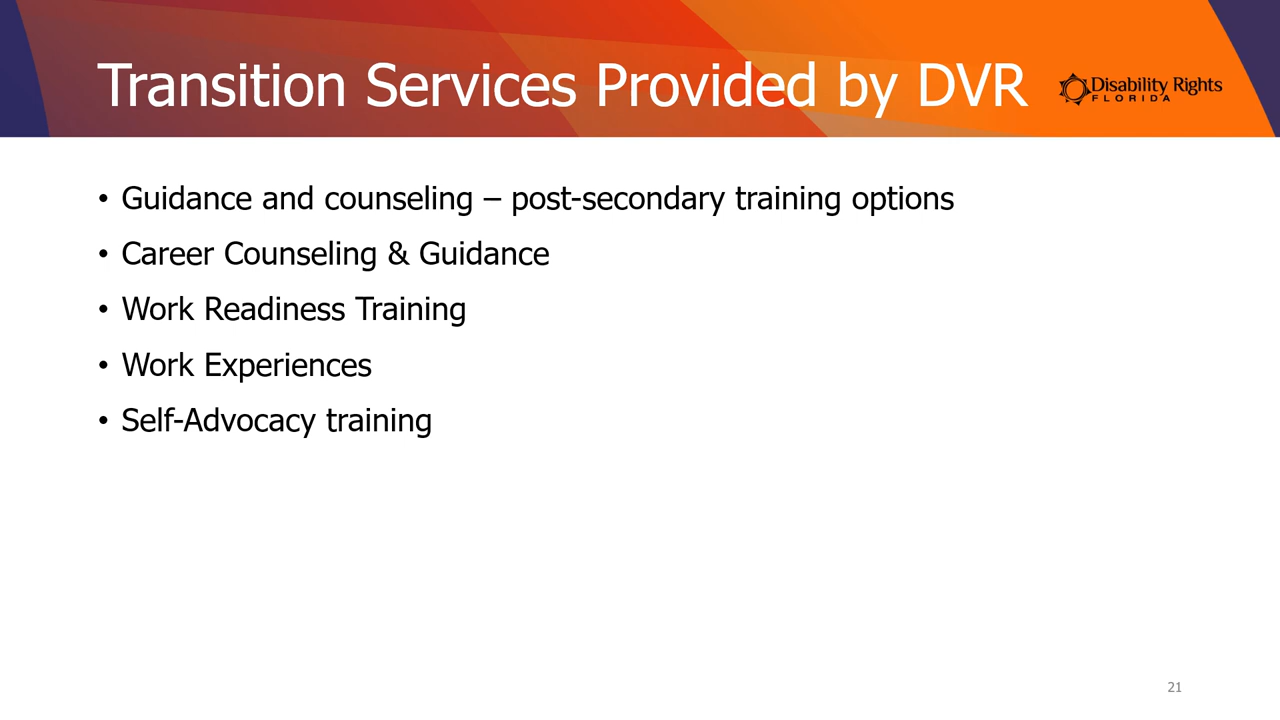 Transition Services Provided by DVR
Disability Rights
FLORIDA
• Guidance and counseling – post-secondary training options
• Career Counseling & Guidance
• Work Readiness Training
• Work Experiences
• Self-Advocacy training
21